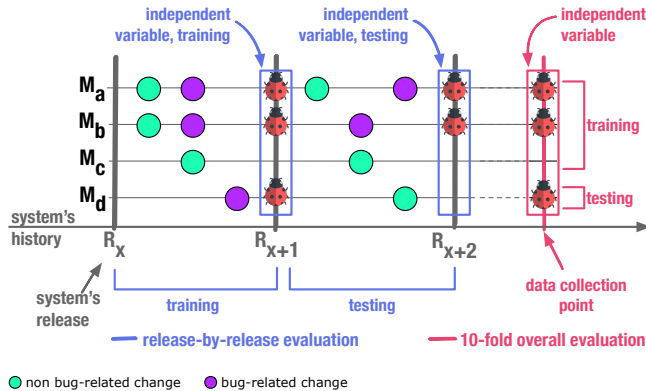 independent
variable, training
independent
variable, testing
independent
variable
Ma
Mb
Mc
Md
training
testing
system's
history
Rx
Rx+1
Rx+2
system's
release
training
testing
data collection
point
release-by-release evaluation
10-fold overall evaluation
non bug-related change
bug-related change